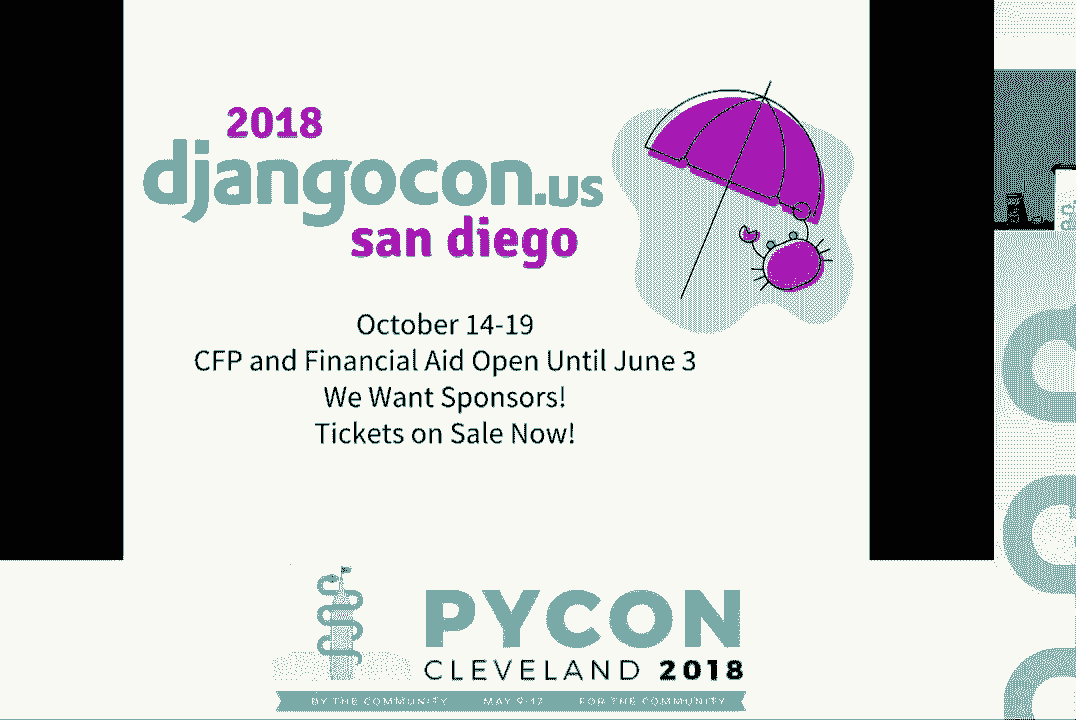 2018
djangocon.us
san diego
October 14-19
CFP and Financial Aid Open Until June 3
We Want Sponsors!
Tickets on Sale Now!
PYCON
CLEVELAND 2018
BY THE COMMUNITY MAY 9-17 FOR THE COMMUNITY